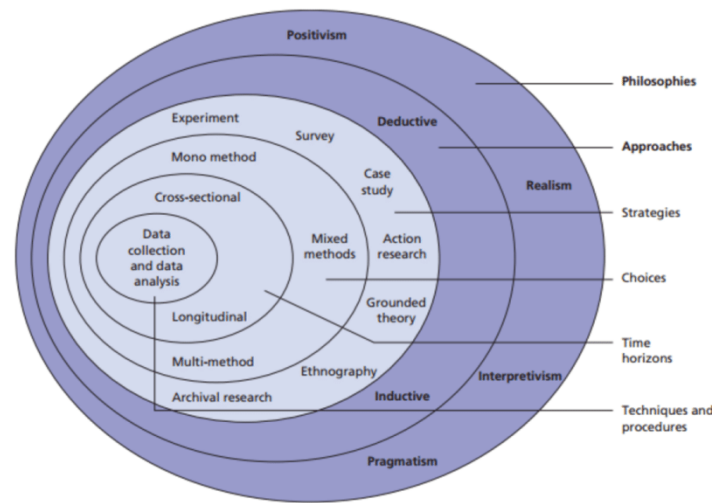 Positivism
Philosophies
Experiment
Deductive
Survey
Approaches
Mono method
Case
study
Realism
Cross-sectional
Strategies
Data
collection
and data
analysis
Mixed
methods
Action
research
Choices
Grounded
theory
Longitudinal
Time
horizons
Multi-method
Ethnography
Interpretivism
Archival research
Inductive
Techniques and
procedures
Pragmatism